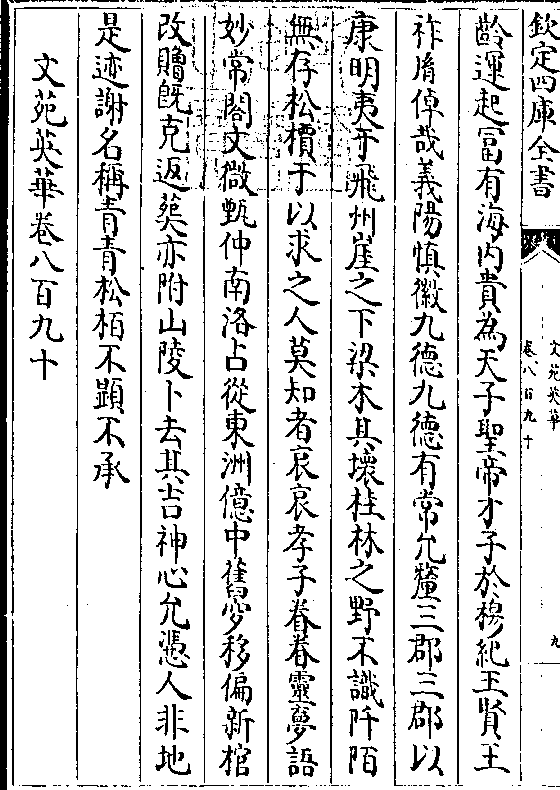 欽定四庫全書
文苑英華
卷八百九十
九
齡運起冨有海内貴為天子聖帝才子於穆紀王賢王
祚脩倬哉義陽慎徽九德九德有常允釐三郡三郡以
康明夷于飛州崖之下梁木其壞桂林之野不識阡陌
無存松檟于以求之人莫知者哀哀孝子眷眷靈夢語
妙常閣文微甄仲南洛占從東洲億中舊穸移偏新棺
改賵旣克返葬亦附山陵卜去其吉神心允憑人非地
是迹謝名稱青青松栢不顯不承
文苑英華卷八百九十